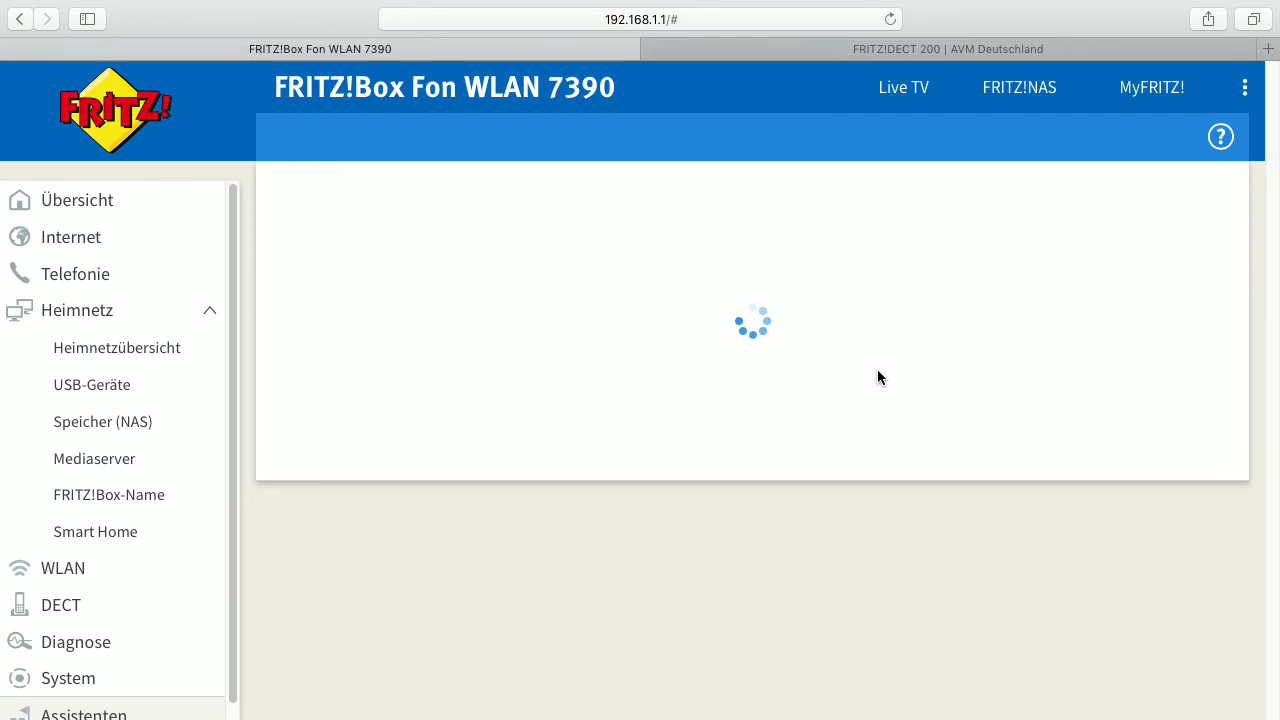 192.168.1.1/#
FRITZ!Box Fon WLAN 7390
FRITZ!DECT 200 | AVM Deutschland
FRITZ!
FRITZ!Box Fon WLAN 7390
Live TV
FRITZ!NAS
MyFRITZ!
?
Übersicht
Internet
Telefonie
Heimnetz
Heimnetzübersicht
USB-Geräte
Speicher (NAS)
Mediaserver
FRITZ!Box-Name
Smart Home
WLAN
DECT
Diagnose
System
Assistenten